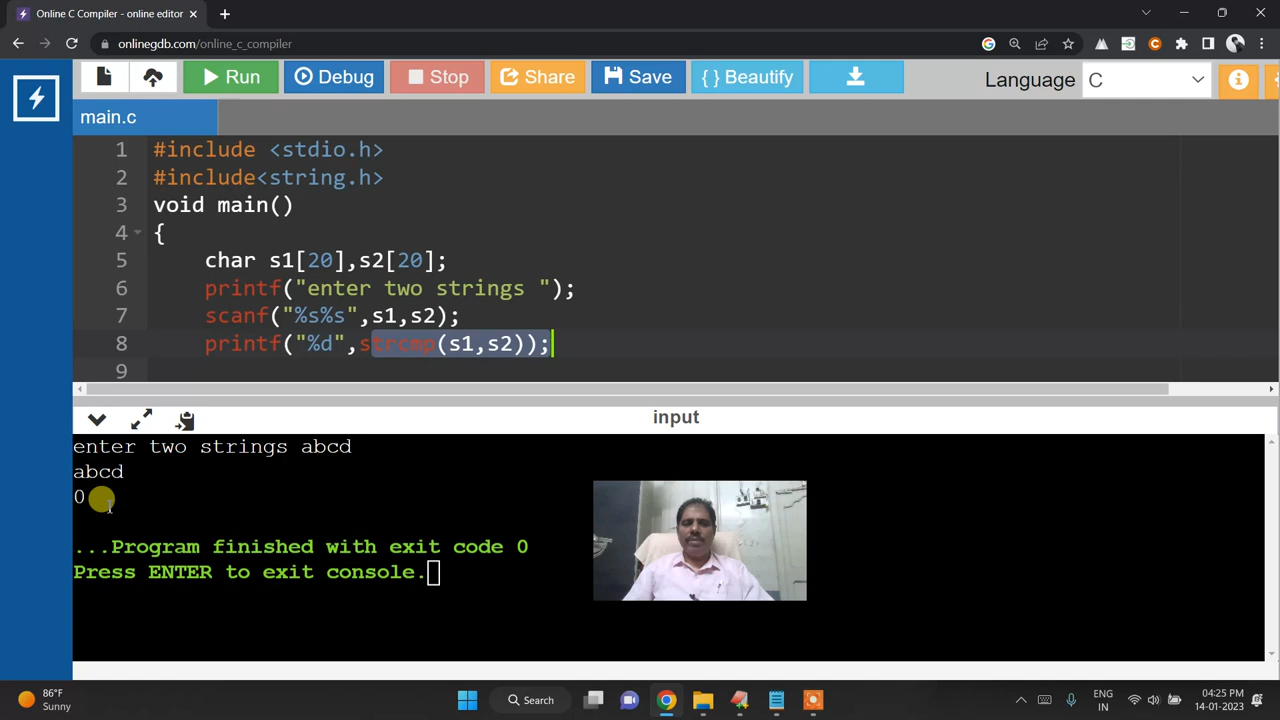 Online C Compiler - online editor
onlinegdb.com/online_c_compiler
Run Debug Stop Share Save { } Beautify Language C
main.c
1 #include <stdio.h>
2 #include<string.h>
3 void main()
4 {
5 char s1[20],s2[20];
6 printf("enter two strings ");
7 scanf("%s%s",s1,s2);
8 printf("%d",strcmp(s1,s2));
9
input
enter two strings abcd
abcd
0
...Program finished with exit code 0
Press ENTER to exit console.
86°F
Sunny
Search
ENG
IN
04:25 PM
14-01-2023